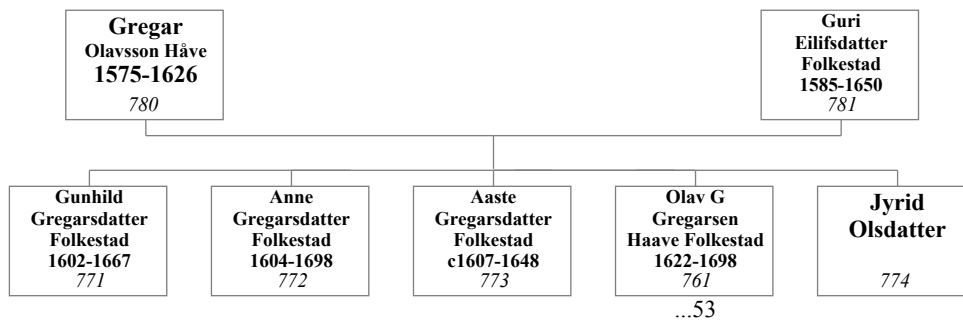 Gregar
Olavsson Håve
1575-1626
780
Guri
Eilifsdatter
Folkestad
1585-1650
781
Gunhild
Gregarsdatter
Folkestad
1602-1667
771
Anne
Gregarsdatter
Folkestad
1604-1698
772
Aaste
Gregarsdatter
Folkestad
c1607-1648
773
Olav G
Gregarsen
Haave Folkestad
1622-1698
761
...53
Jyrid
Olsdatter
774